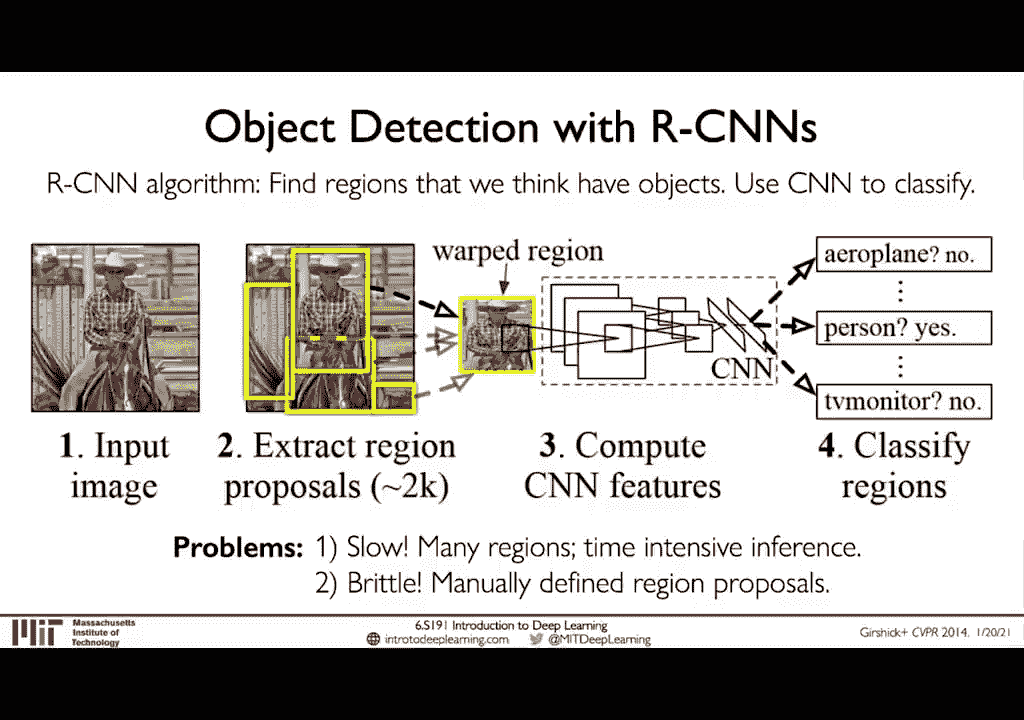 Object Detection with R-CNNs
R-CNN algorithm: Find regions that we think have objects. Use CNN to classify.
warped region
aeroplane? no.
person? yes.
CNN
tvmonitor? no.
1. Input image
2. Extract region proposals (~2k)
3. Compute CNN features
4. Classify regions
Problems: 1) Slow! Many regions; time intensive inference.
2) Brittle! Manually defined region proposals.
Massachusetts
Institute of
Technology
6.S191 Introduction to Deep Learning
introtodeeplearning.com @MITDeepLearning
Girshick+ CVPR 2014. 1/20/21